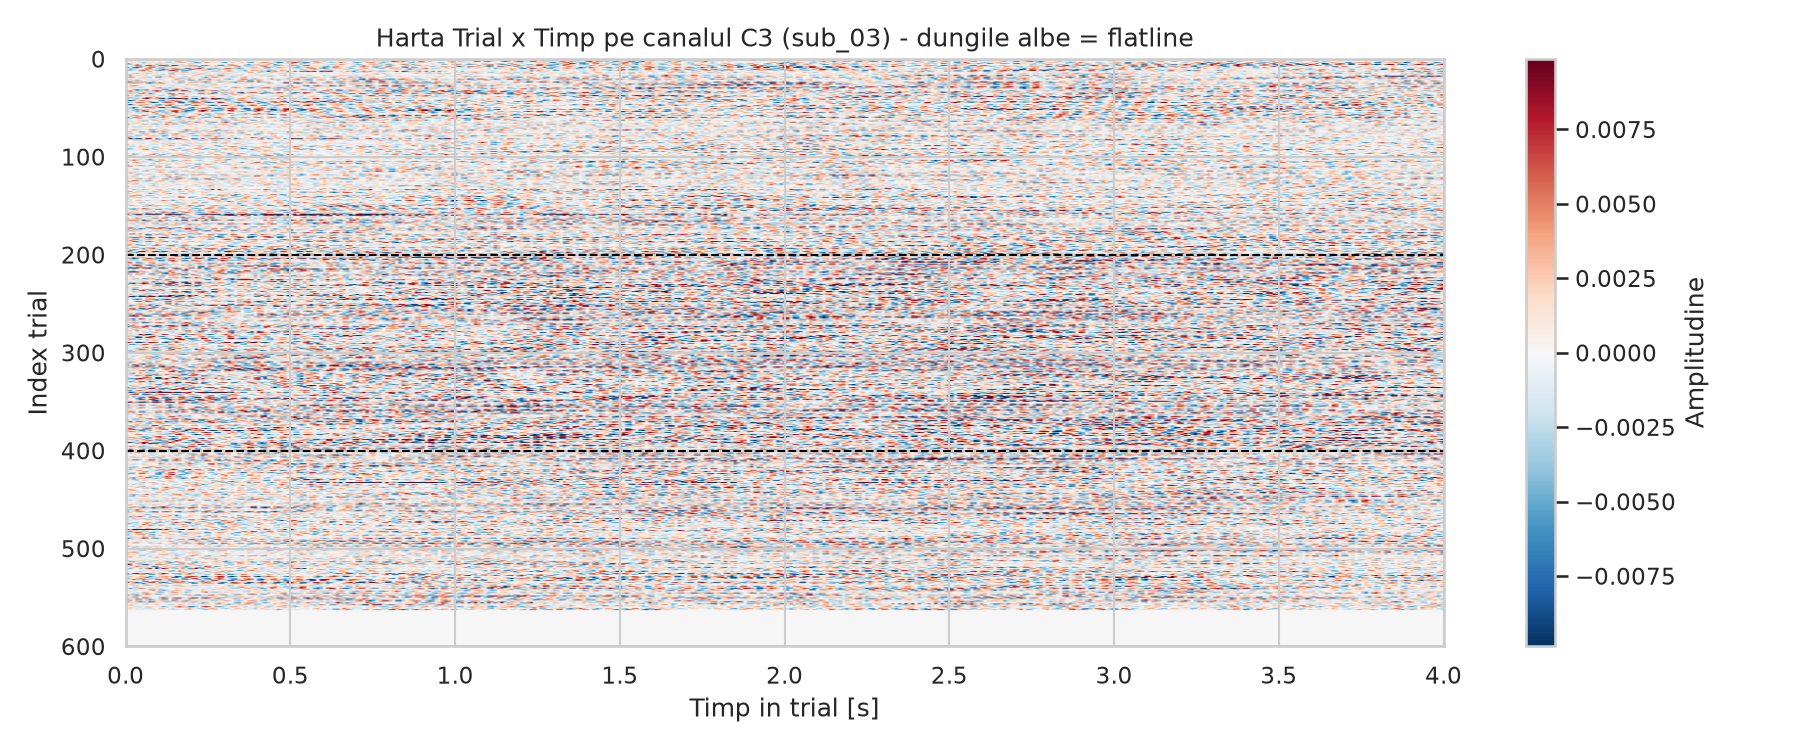 Harta Trial x Timp pe canalul C3 (sub_03) - dungile albe = flatline
0
100
200
300
400
500
600
Index trial
0.0 0.5 1.0 1.5 2.0 2.5 3.0 3.5 4.0
Timp in trial [s]
0.0075
0.0050
0.0025
0.0000
−0.0025
−0.0050
−0.0075
Amplitudine